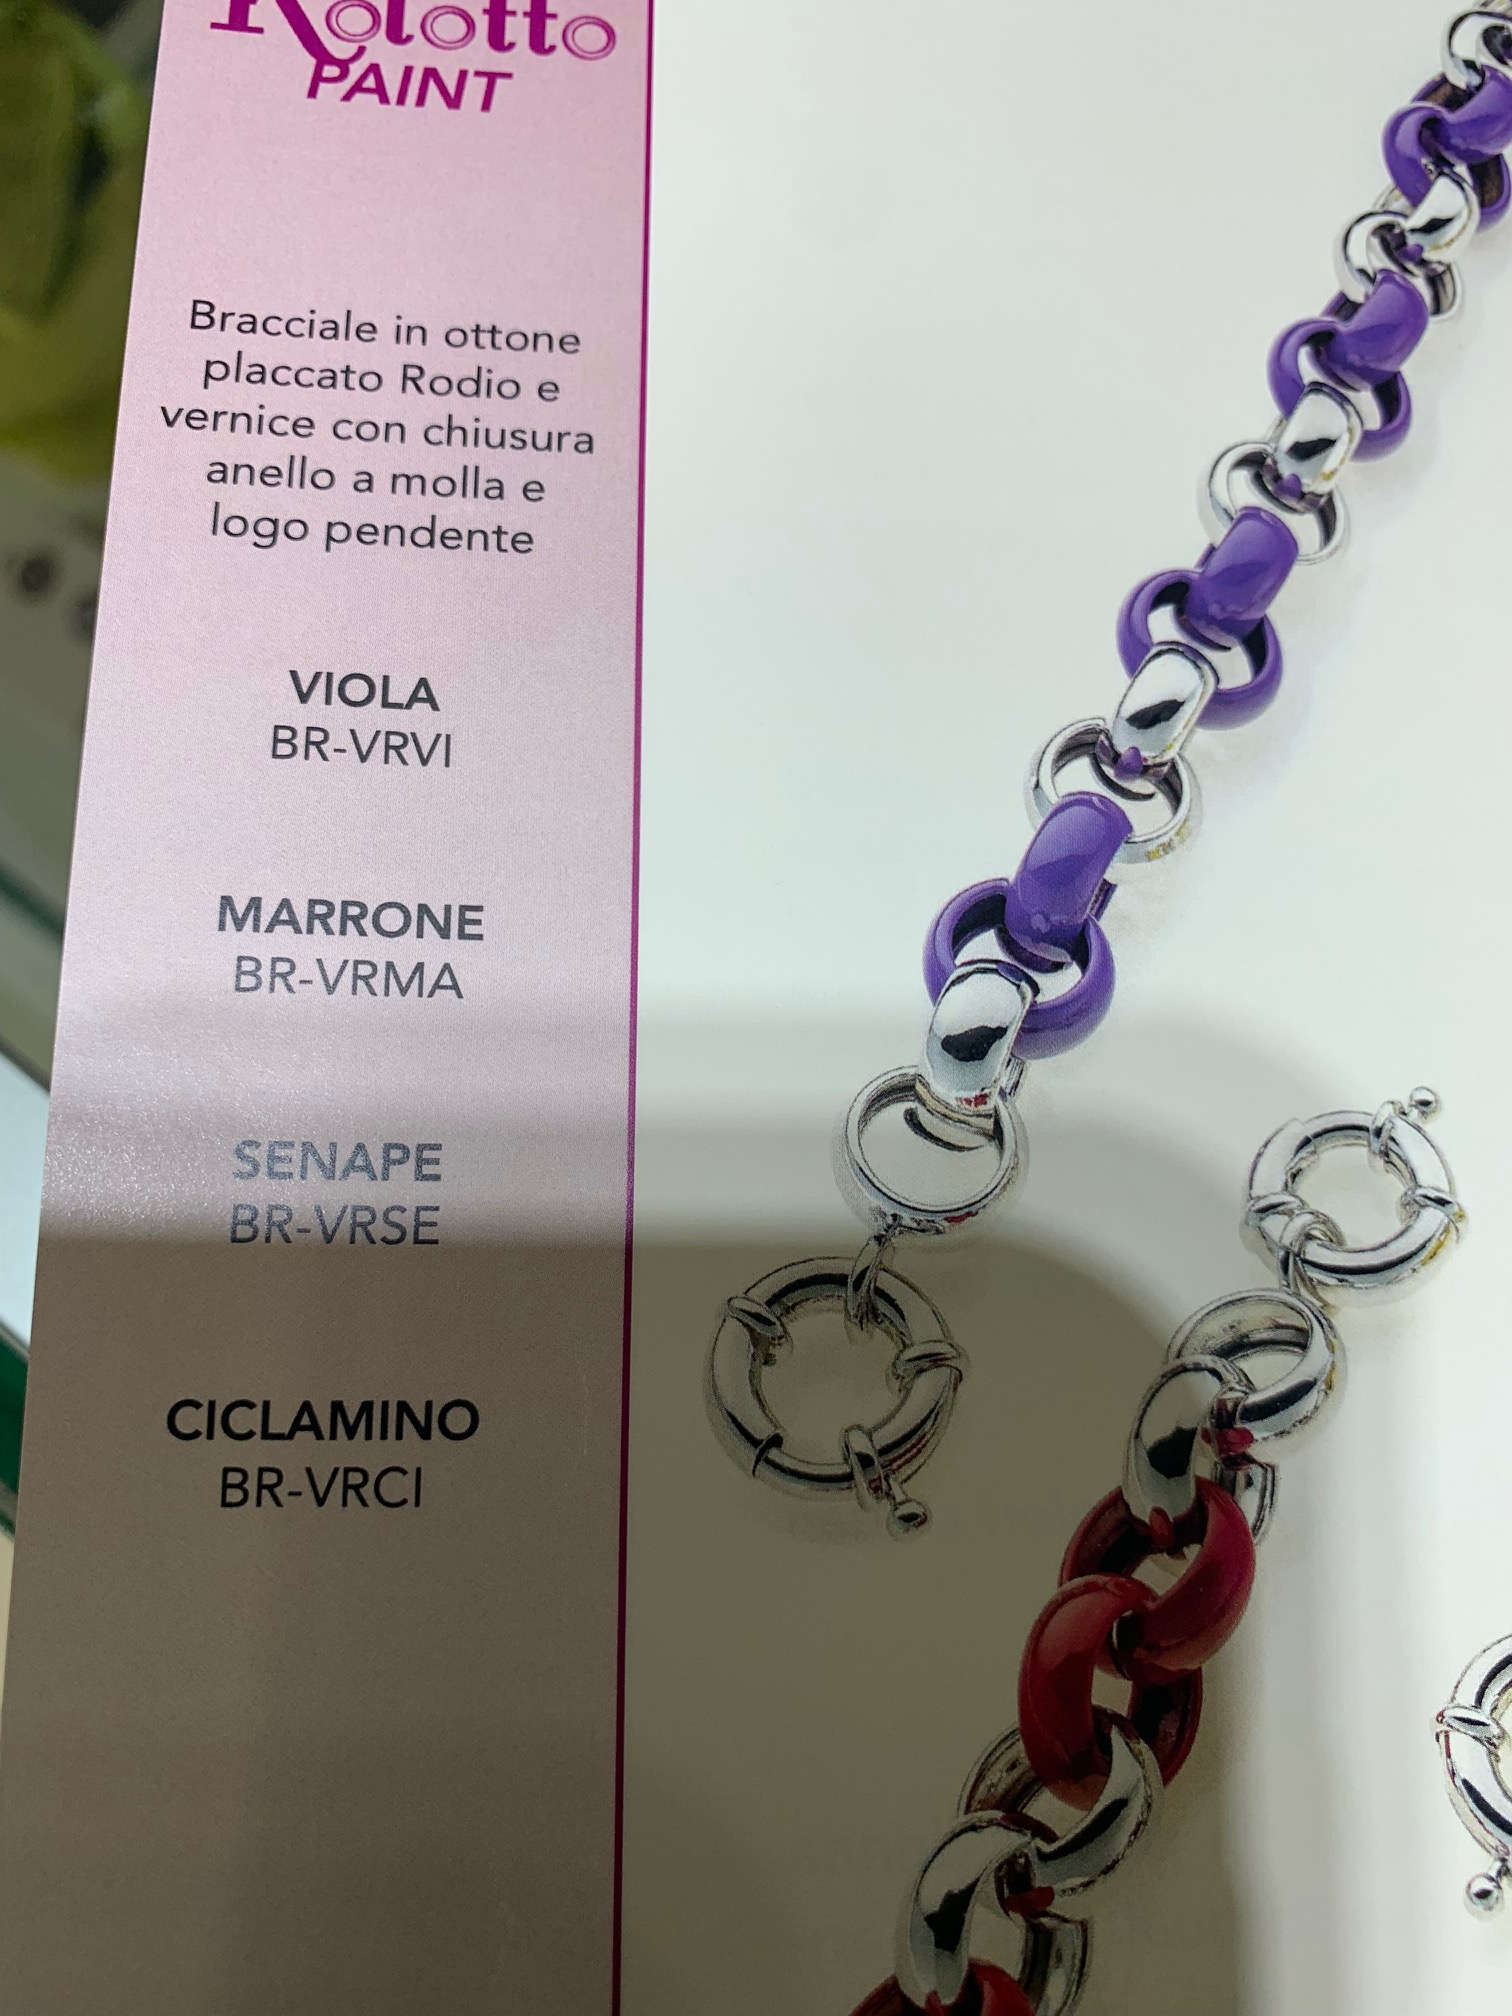 Rolotto
PAINT
Bracciale in ottone
placcato Rodio e
vernice con chiusura
anello a molla e
logo pendente
VIOLA
BR-VRVI
MARRONE
BR-VRMA
SENAPE
BR-VRSE
CICLAMINO
BR-VRCI